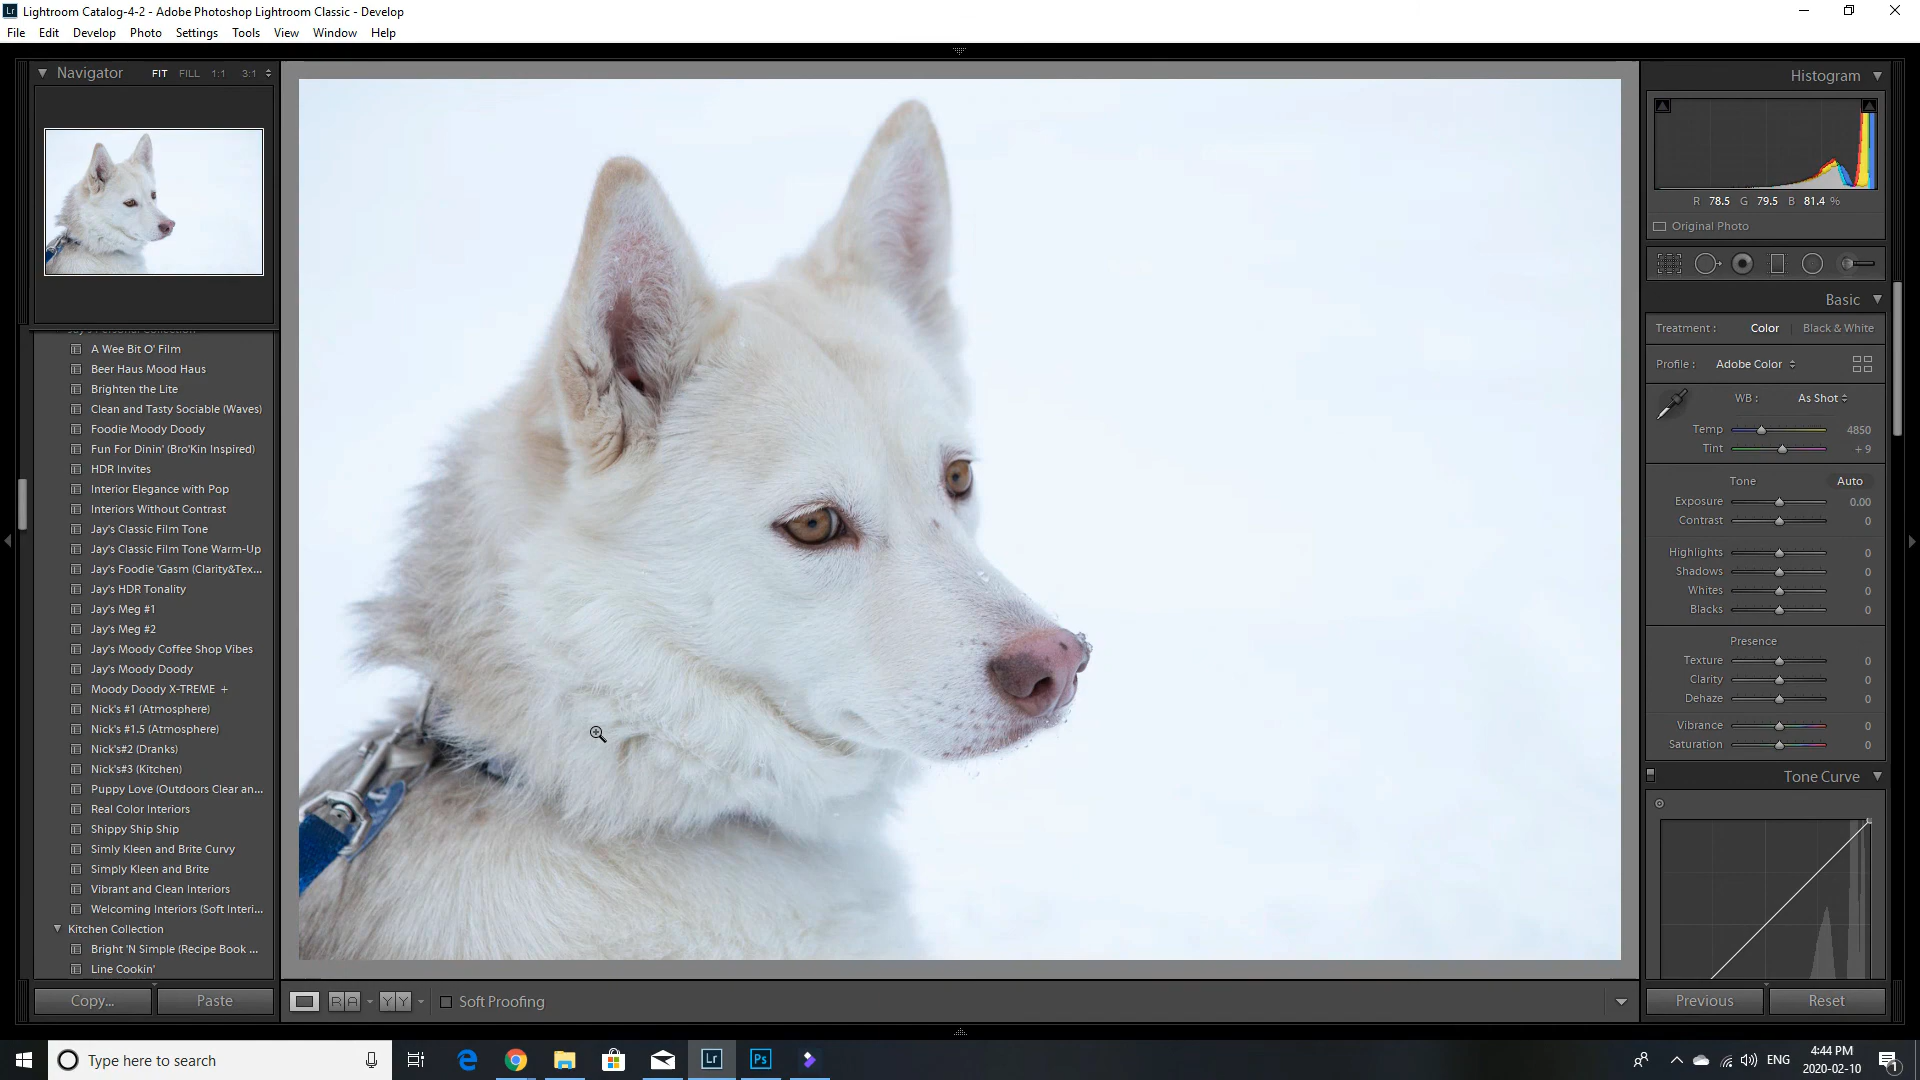 Lr Lightroom Catalog-4-2 - Adobe Photoshop Lightroom Classic - Develop
File Edit Develop Photo Settings Tools View Window Help
Navigator FIT FILL 1:1 3:1
Jay's Personal Collection
A Wee Bit O' Film
Beer Haus Mood Haus
Brighten the Lite
Clean and Tasty Sociable (Waves)
Foodie Moody Doody
Fun For Dinin' (Bro'Kin Inspired)
HDR Invites
Interior Elegance with Pop
Interiors Without Contrast
Jay's Classic Film Tone
Jay's Classic Film Tone Warm-Up
Jay's Foodie 'Gasm (Clarity&Tex...
Jay's HDR Tonality
Jay's Meg #1
Jay's Meg #2
Jay's Moody Coffee Shop Vibes
Jay's Moody Doody
Moody Doody X-TREME +
Nick's #1 (Atmosphere)
Nick's #1.5 (Atmosphere)
Nick's#2 (Dranks)
Nick's#3 (Kitchen)
Puppy Love (Outdoors Clear an...
Real Color Interiors
Shippy Ship Ship
Simly Kleen and Brite Curvy
Simply Kleen and Brite
Vibrant and Clean Interiors
Welcoming Interiors (Soft Interi...
Kitchen Collection
Bright 'N Simple (Recipe Book ...
Line Cookin'
Copy... Paste
R A Y Y Soft Proofing
Histogram
R 78.5 G 79.5 B 81.4 %
Original Photo
Basic
Treatment : Color Black & White
Profile : Adobe Color
WB : As Shot
Temp 4850
Tint + 9
Tone Auto
Exposure 0.00
Contrast 0
Highlights 0
Shadows 0
Whites 0
Blacks 0
Presence
Texture 0
Clarity 0
Dehaze 0
Vibrance 0
Saturation 0
Tone Curve
Previous Reset
Type here to search
Lr Ps
ENG
4:44 PM
2020-02-10
1